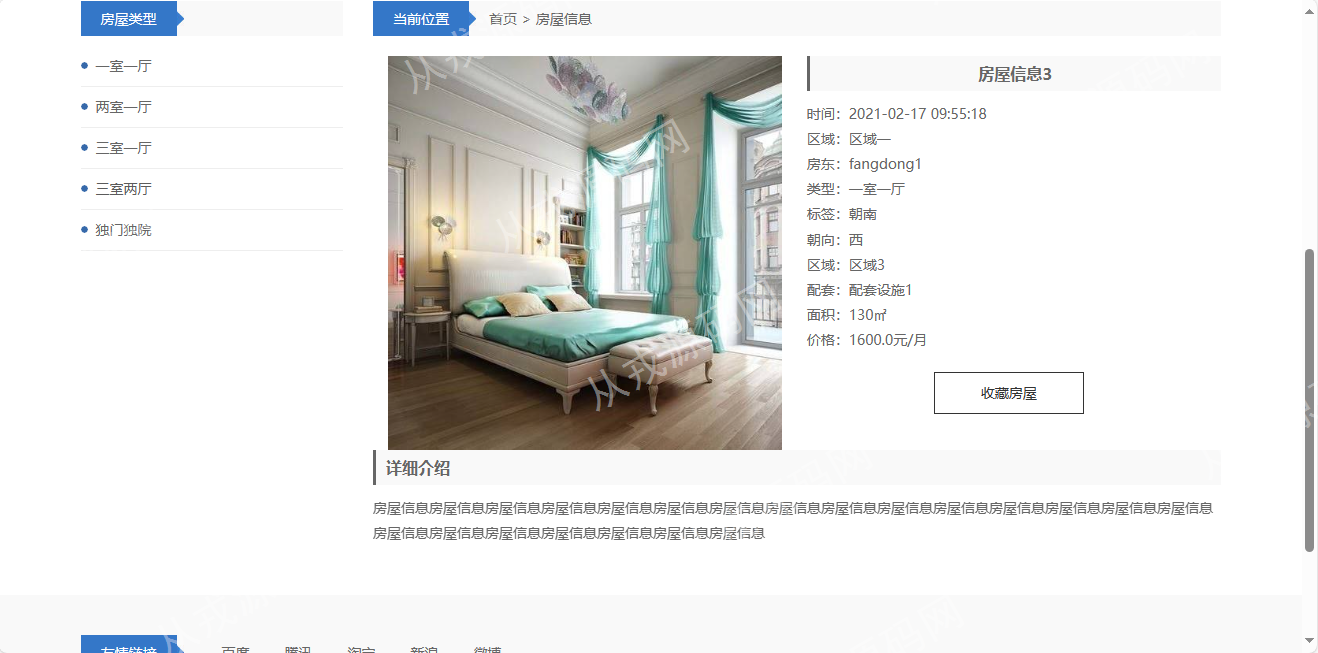 房屋类型
一室一厅
两室一厅
三室一厅
三室两厅
独门独院
当前位置 首页 > 房屋信息
房屋信息3
时间：2021-02-17 09:55:18
区域：区域一
房东：fangdong1
类型：一室一厅
标签：朝南
朝向：西
区域：区域3
配套：配套设施1
面积：130㎡
价格：1600.0元/月
收藏房屋
详细介绍
房屋信息房屋信息房屋信息房屋信息房屋信息房屋信息房屋信息房屋信息房屋信息房屋信息房屋信息房屋信息房屋信息房屋信息房屋信息
房屋信息房屋信息房屋信息房屋信息房屋信息房屋信息房屋信息
友情链接 百度 腾讯 淘宝 新浪 微博
从戎源码网